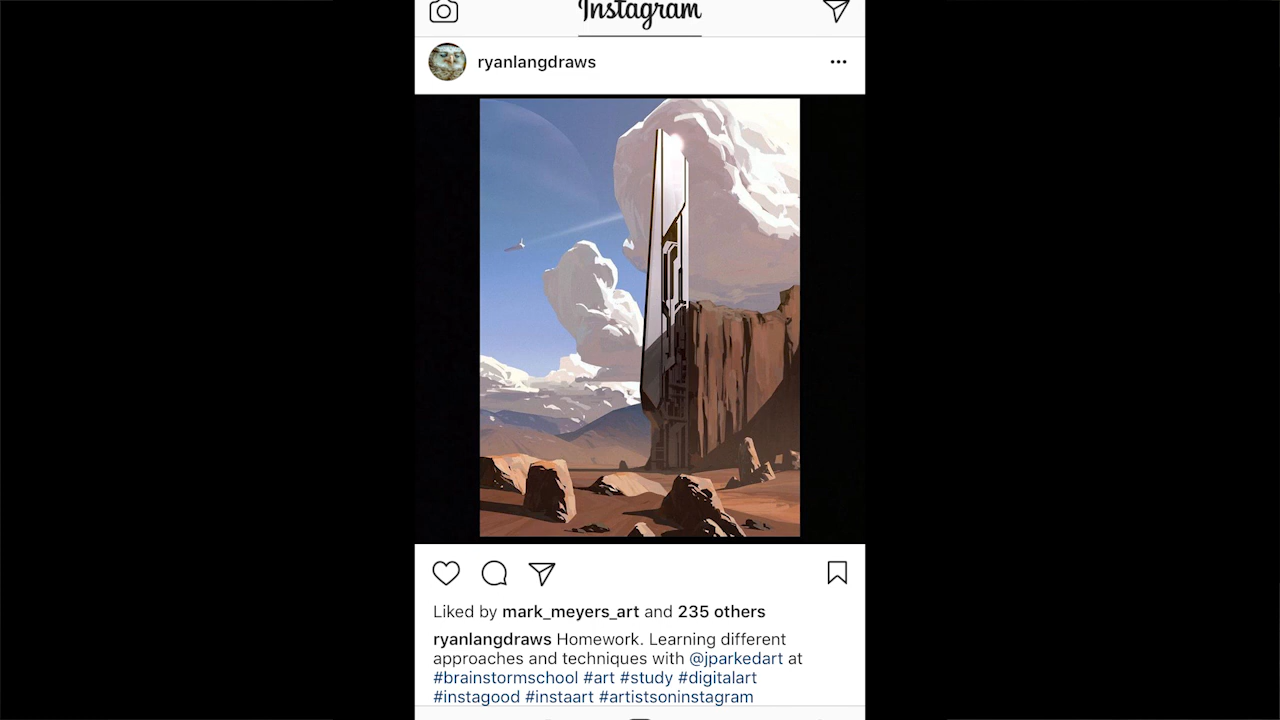 Instagram
ryanlangdraws
Liked by mark_meyers_art and 235 others
ryanlangdraws Homework. Learning different
approaches and techniques with @jparkedart at
#brainstormschool #art #study #digitalart
#instagood #instaart #artistsoninstagram